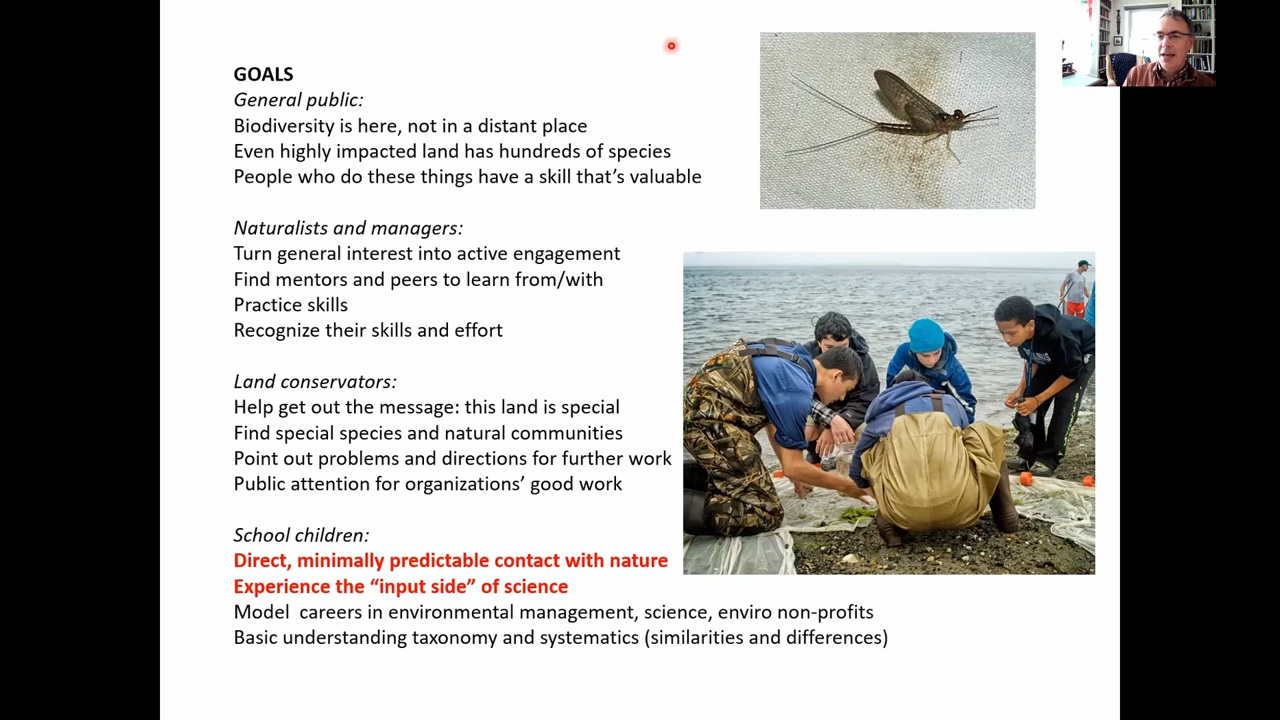 GOALS
General public:
Biodiversity is here, not in a distant place
Even highly impacted land has hundreds of species
People who do these things have a skill that’s valuable
Naturalists and managers:
Turn general interest into active engagement
Find mentors and peers to learn from/with
Practice skills
Recognize their skills and effort
Land conservators:
Help get out the message: this land is special
Find special species and natural communities
Point out problems and directions for further work
Public attention for organizations’ good work
School children:
Direct, minimally predictable contact with nature
Experience the “input side” of science
Model  careers in environmental management, science, enviro non-profits
Basic understanding taxonomy and systematics (similarities and differences)